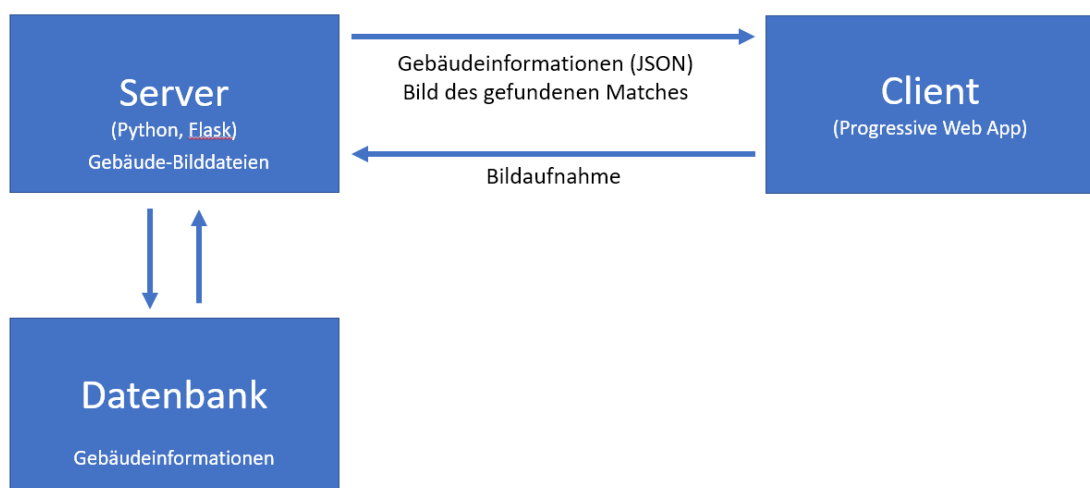 Server
(Python, Flask)
Gebäude-Bilddateien
Gebäudeinformationen (JSON)
Bild des gefundenen Matches
Bildaufnahme
Client
(Progressive Web App)
Datenbank
Gebäudeinformationen